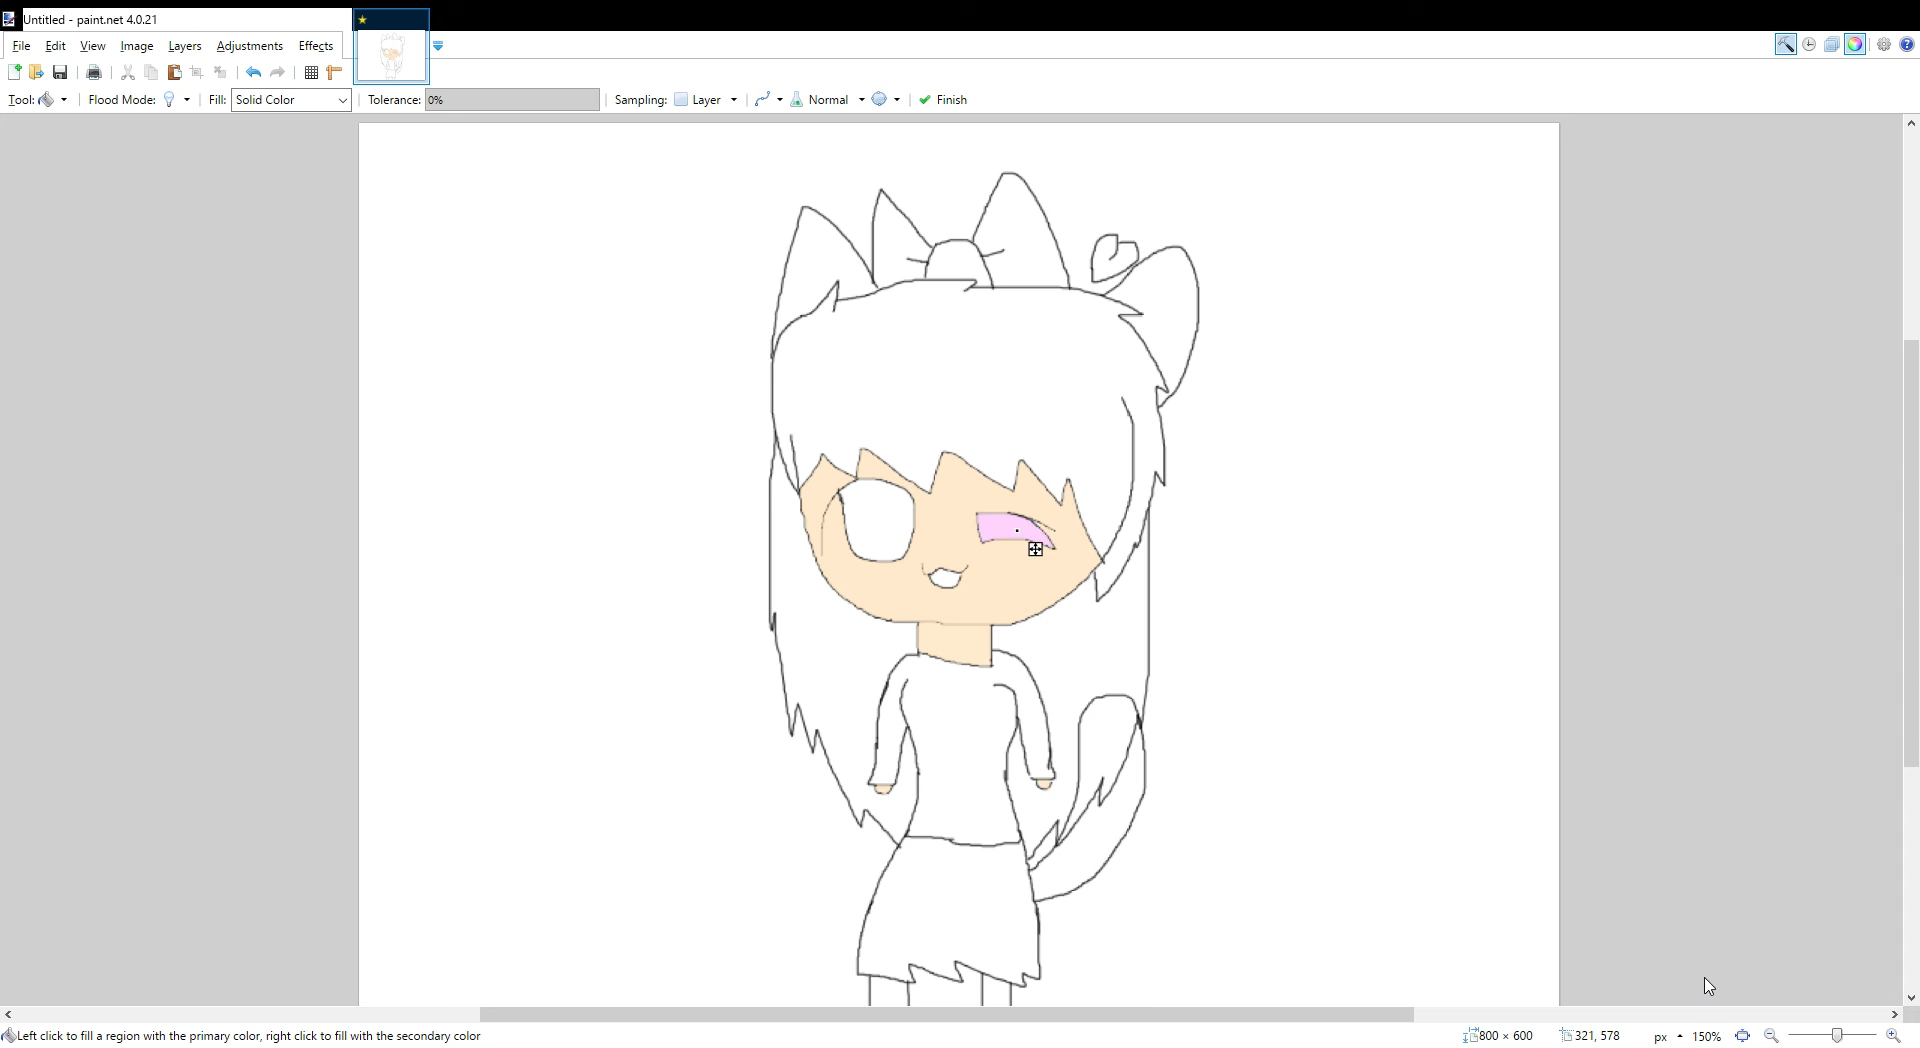 Untitled - paint.net 4.0.21
File Edit View Image Layers Adjustments Effects
Tool: Flood Mode: Fill: Solid Color Tolerance: 0% Sampling: Layer Normal Finish
Left click to fill a region with the primary color, right click to fill with the secondary color 800 × 600 321, 578 px 150%